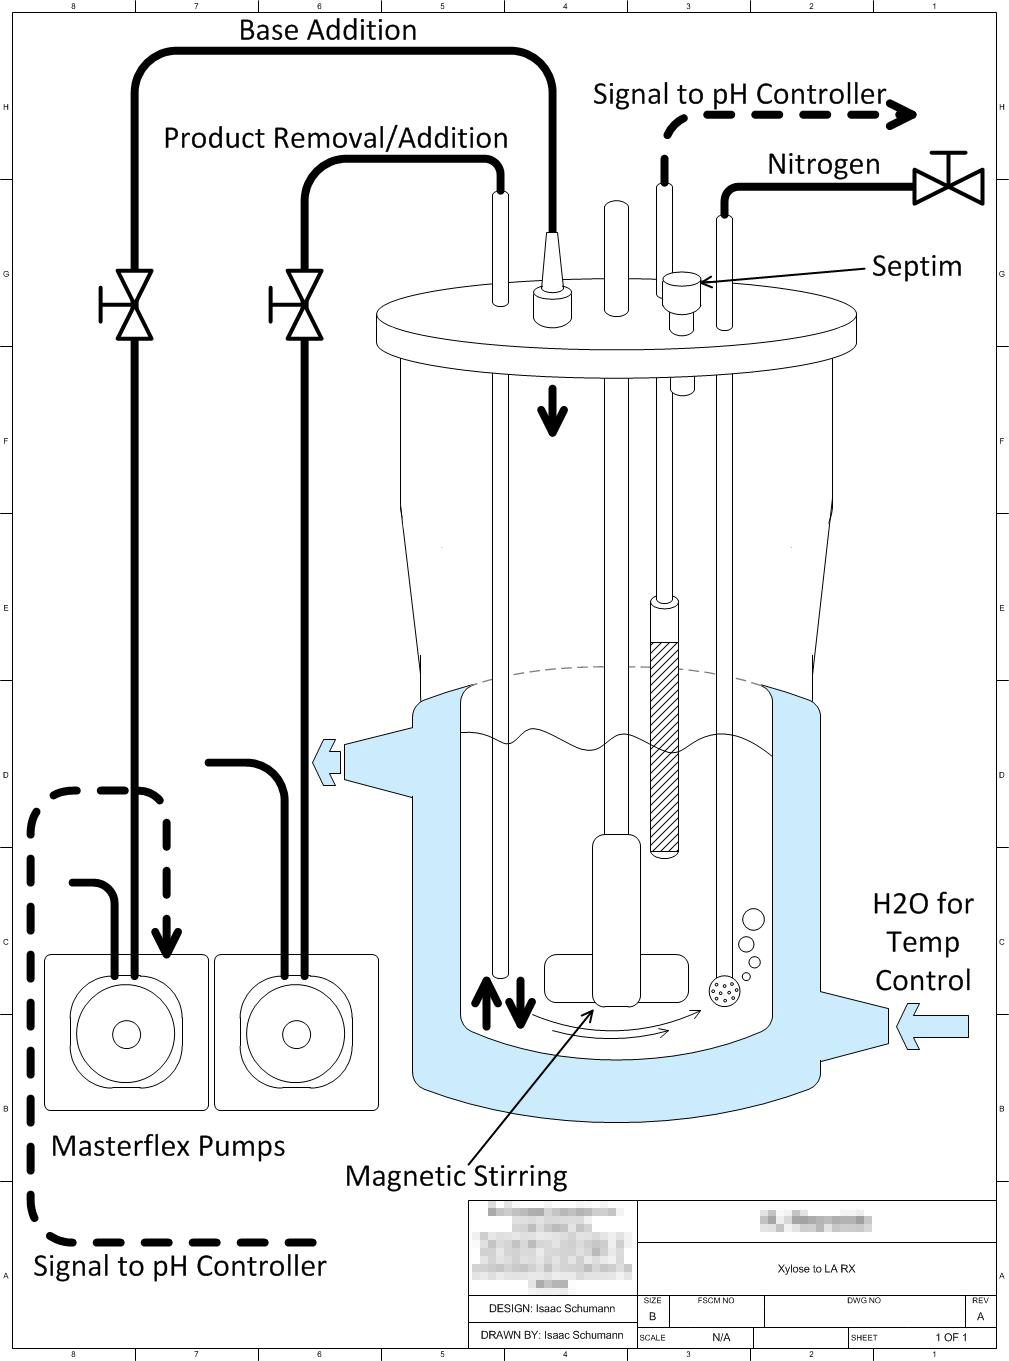 8 7 6 5 4 3 2 1
Base Addition
Signal to pH Controller
H H
Product Removal/Addition
Nitrogen
Septim
G G
F F
E E
D D
H2O for
Temp
Control
C C
B B
Masterflex Pumps
Magnetic Stirring
Signal to pH Controller
A A
Xylose to LA RX
SIZE FSCM NO DWG NO REV
B A
DESIGN: Isaac Schumann
DRAWN BY: Isaac Schumann
SCALE N/A SHEET 1 OF 1
8 7 6 5 4 3 2 1